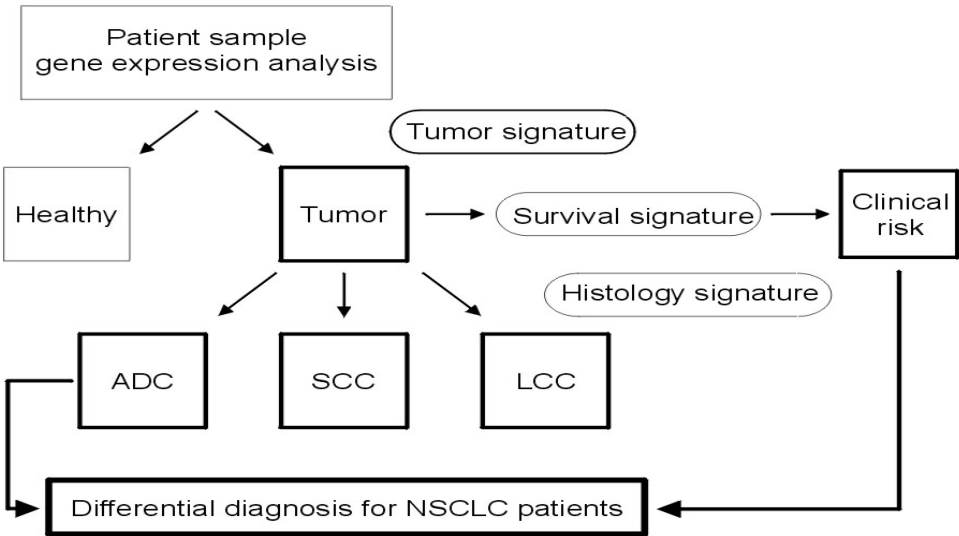 Patient sample
gene expression analysis
Tumor signature
Healthy
Tumor
Survival signature
Clinical
risk
Histology signature
ADC
SCC
LCC
Differential diagnosis for NSCLC patients